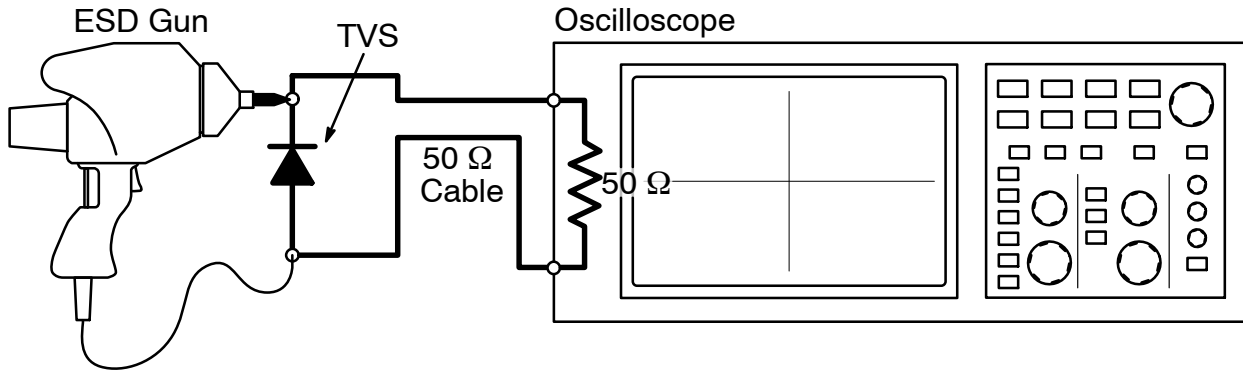 ESD Gun
TVS
Oscilloscope
50 Ω
Cable
50 Ω